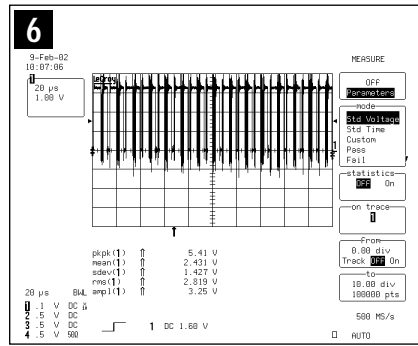 6
9-Feb-02
10:07:06
1
20 µs
1.00 V
LeCroy
1
MEASURE
Off
Parameters
mode
Std Voltage
Std Time
Custom
Pass
Fail
statistics
OFF On
on trace
1
from
0.00 div
Track OFF On
to
10.00 div
100000 pts
pkpk(1) ⇑ 5.41 V
mean(1) ⇑ 2.431 V
sdev(1) ⇑ 1.427 V
rms(1) ⇑ 2.819 V
ampl(1) ⇑ 3.25 V
20 µs BWL
1 .1 V DC
2 .5 V DC
3 .5 V DC
4 .5 V 50Ω
1 DC 1.60 V
500 MS/s
AUTO